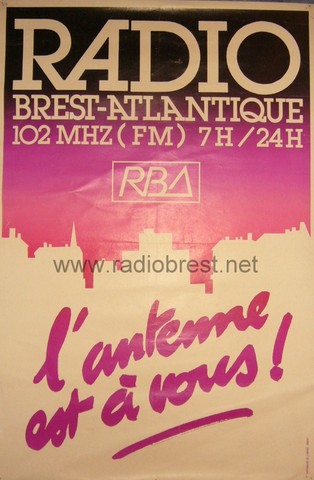 RADIO
BREST-ATLANTIQUE
102 MHZ (FM) 7H/24H
RBA
www.radiobrest.net
l'antenne
est à vous!